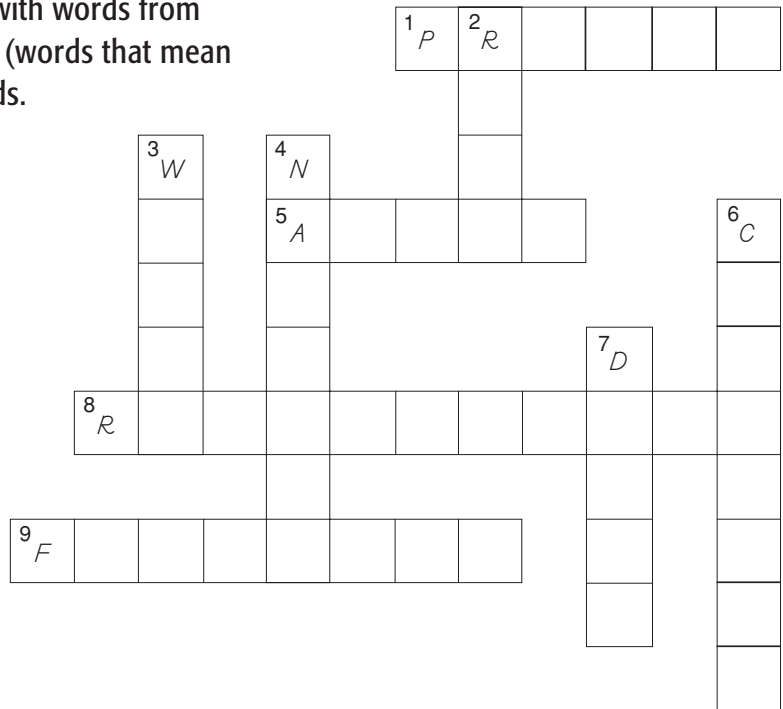 with words from
(words that mean
ds.
1 P 2 R
3 W 4 N
5 A 6 C
7 D
8 R
9 F